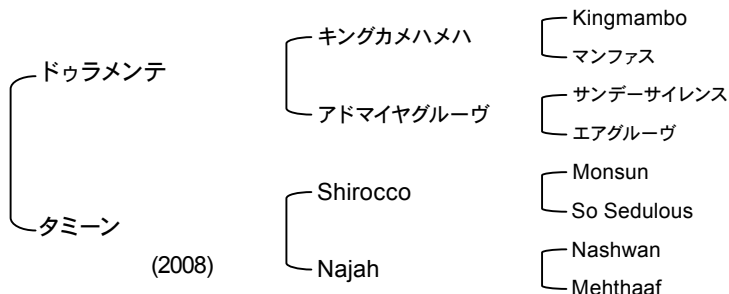 ドゥラメンテ
タミーン
(2008)
キングカメハメハ
アドマイヤグルーヴ
Shirocco
Najah
Kingmambo
マンファス
サンデーサイレンス
エアグルーヴ
Monsun
So Sedulous
Nashwan
Mehthaaf